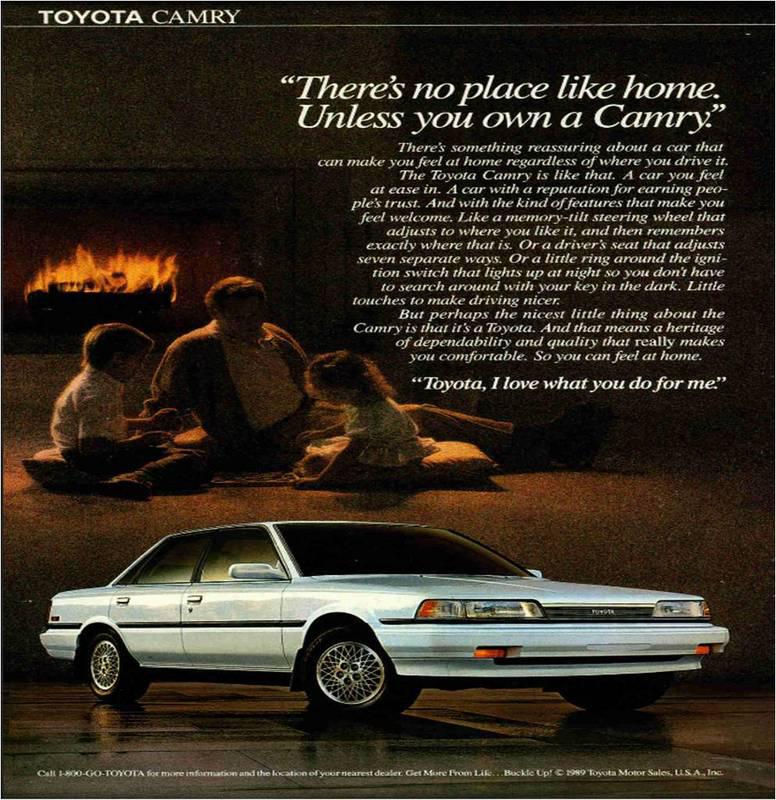 TOYOTA CAMRY
“There’s no place like home.
Unless you own a Camry.”
There’s something reassuring about a car that
can make you feel at home regardless of where you drive it.
The Toyota Camry is like that. A car you feel
at ease in. A car with a reputation for earning peo-
ple’s trust. And with the kind of features that make you
feel welcome. Like a memory-tilt steering wheel that
adjusts to where you like it, and then remembers
exactly where that is. Or a driver’s seat that adjusts
seven separate ways. Or a little ring around the igni-
tion switch that lights up at night so you don’t have
to search around with your key in the dark. Little
touches to make driving nicer.
But perhaps the nicest little thing about the
Camry is that it’s a Toyota. And that means a heritage
of dependability and quality that really makes
you comfortable. So you can feel at home.
“Toyota, I love what you do for me.”
TOYOTA
Call 1-800-GO-TOYOTA for more information and the location of your nearest dealer. Get More From Life. . . Buckle Up! © 1989 Toyota Motor Sales, U.S.A., Inc.